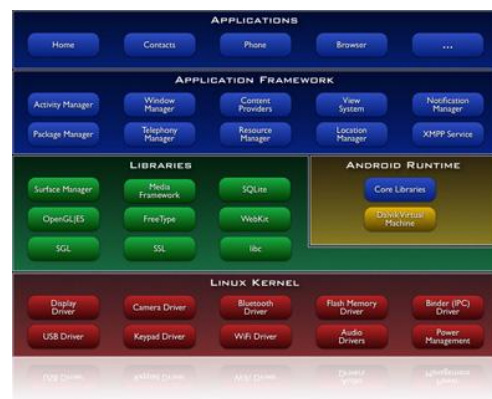 APPLICATIONS
Home Contacts Phone Browser ...
APPLICATION FRAMEWORK
Activity Manager
Window
Manager
Content
Providers
View
System
Notification
Manager
Package Manager
Telephony
Manager
Resource
Manager
Location
Manager
XMPP Service
LIBRARIES
Surface Manager
Media
Framework
SQLite
OpenGL|ES
FreeType
WebKit
SGL
SSL
libc
ANDROID RUNTIME
Core Libraries
Dalvik Virtual
Machine
LINUX KERNEL
Display
Driver
Camera Driver
Bluetooth
Driver
Flash Memory
Driver
Binder (IPC)
Driver
USB Driver
Keypad Driver
WiFi Driver
Audio
Drivers
Power
Management